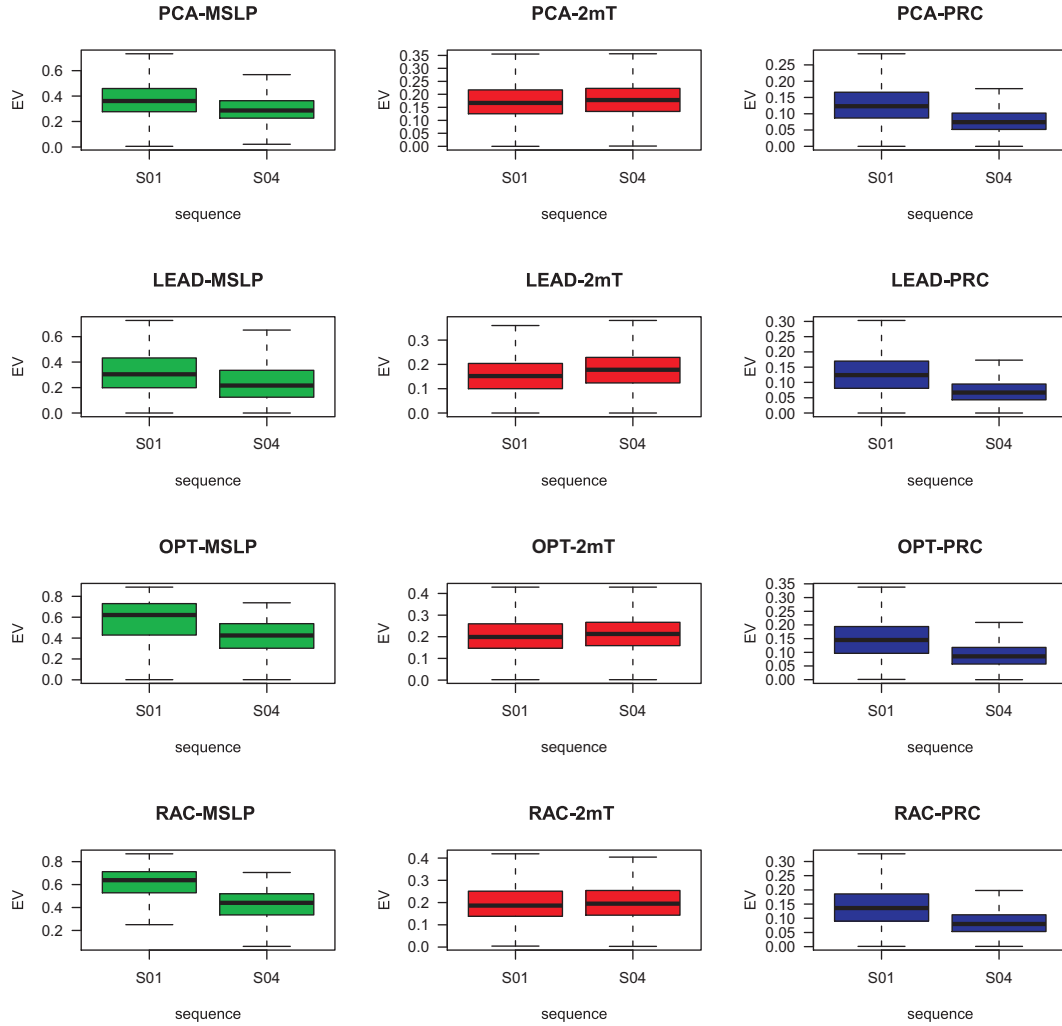 PCA-MSLP PCA-2mT PCA-PRC
EV 0.0 0.2 0.4 0.6
EV 0.00 0.05 0.10 0.15 0.20 0.25 0.30 0.35
EV 0.00 0.05 0.10 0.15 0.20 0.25
S01 S04 S01 S04 S01 S04
sequence sequence sequence
LEAD-MSLP LEAD-2mT LEAD-PRC
EV 0.0 0.2 0.4 0.6
EV 0.0 0.1 0.2 0.3
EV 0.00 0.05 0.10 0.15 0.20 0.25 0.30
S01 S04 S01 S04 S01 S04
sequence sequence sequence
OPT-MSLP OPT-2mT OPT-PRC
EV 0.0 0.2 0.4 0.6 0.8
EV 0.0 0.1 0.2 0.3 0.4
EV 0.00 0.05 0.10 0.15 0.20 0.25 0.30 0.35
S01 S04 S01 S04 S01 S04
sequence sequence sequence
RAC-MSLP RAC-2mT RAC-PRC
EV 0.2 0.4 0.6 0.8
EV 0.0 0.1 0.2 0.3 0.4
EV 0.00 0.05 0.10 0.15 0.20 0.25 0.30
S01 S04 S01 S04 S01 S04
sequence sequence sequence